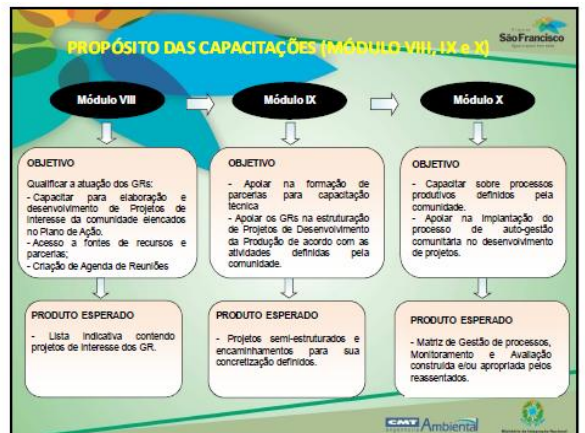 São Francisco
PROPÓSITO DAS CAPACITAÇÕES (MÓDULO VIII, IX e X)
Módulo VIII
Módulo IX
Módulo X
OBJETIVO
Qualificar a atuação dos GRs:
- Capacitar para elaboração e
desenvolvimento de Projetos de
Interesse da comunidade elencados
no Plano de Ação.
- Acesso a fontes de recursos e
parcerias;
- Criação de Agenda de Reuniões
OBJETIVO
- Apoiar na formação de
parcerias para capacitação
técnica
- Apoiar os GRs na estruturação
de Projetos de Desenvolvimento
da Produção de acordo com as
atividades definidas pela
comunidade.
OBJETIVO
- Capacitar sobre processos
produtivos definidos pela
comunidade.
- Apoiar na implantação do
processo de auto-gestão
comunitária no desenvolvimento
de projetos.
PRODUTO ESPERADO
- Lista indicativa contendo
projetos de interesse dos GR.
PRODUTO ESPERADO
- Projetos semi-estruturados e
encaminhamentos para sua
concretização definidos.
PRODUTO ESPERADO
- Matriz de Gestão de processos,
Monitoramento e Avaliação
construída e/ou apropriada pelos
reassentados.
CMT Ambiental
Ministério da Integração Nacional